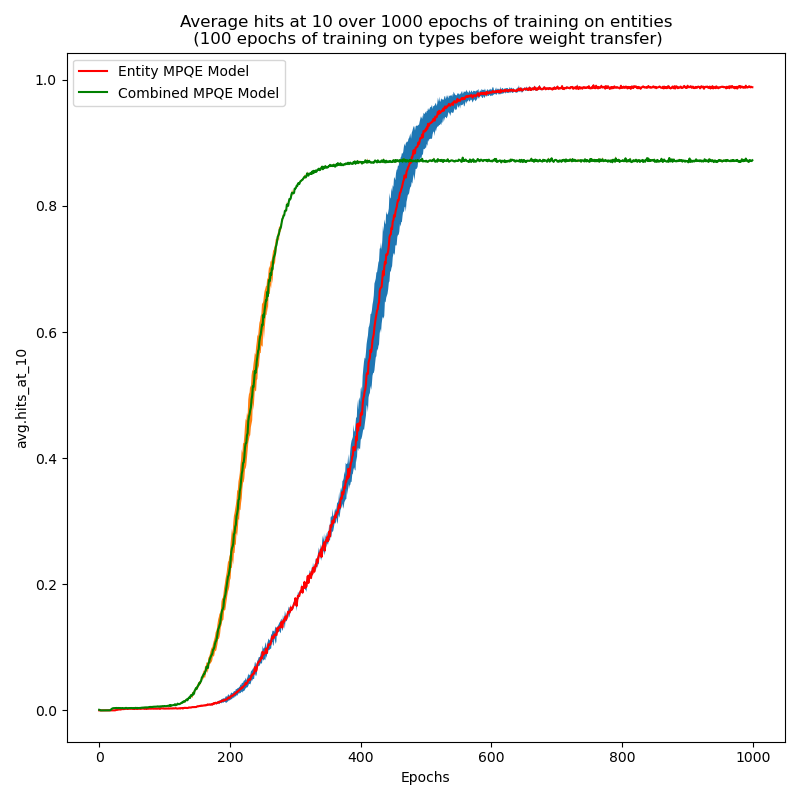 Average hits at 10 over 1000 epochs of training on entities
(100 epochs of training on types before weight transfer)
Entity MPQE Model
Combined MPQE Model
1.0
0.8
0.6
0.4
0.2
0.0
avg.hits_at_10
0 200 400 600 800 1000
Epochs